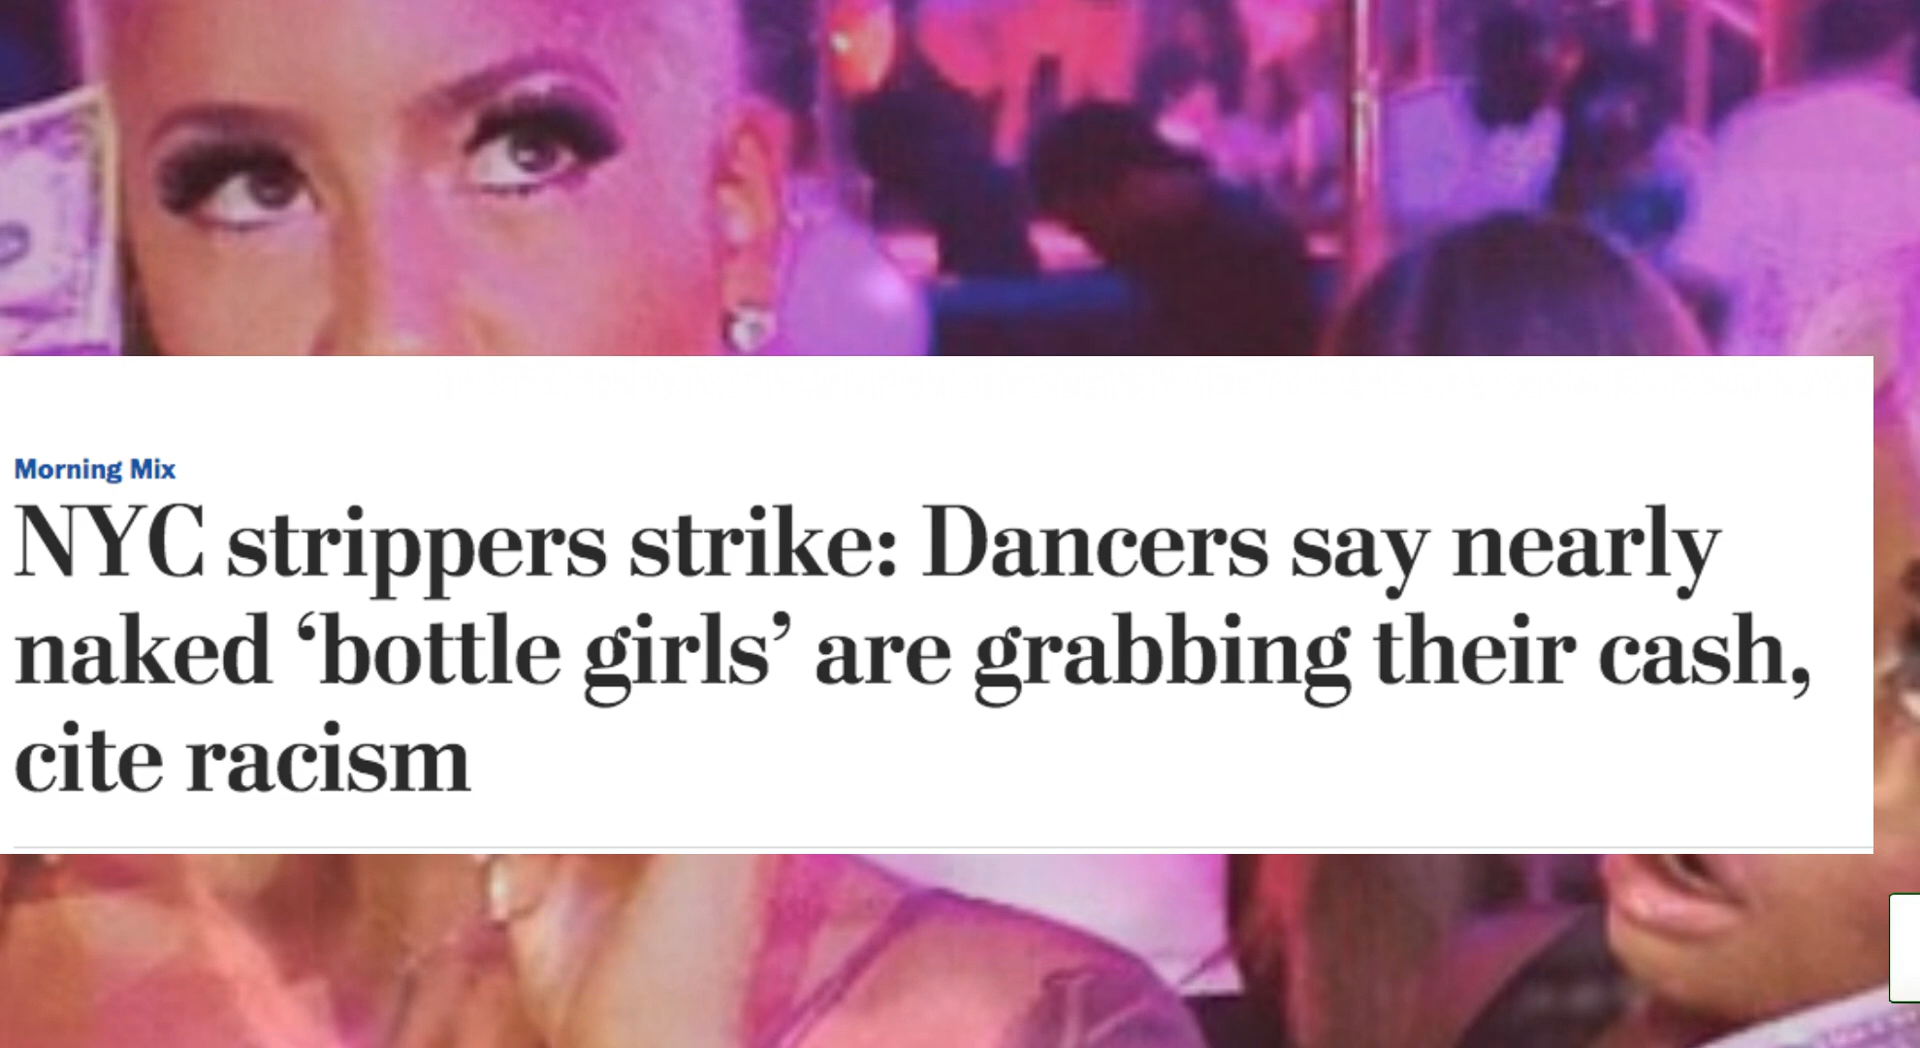 Morning Mix
NYC strippers strike: Dancers say nearly
naked ‘bottle girls’ are grabbing their cash,
cite racism